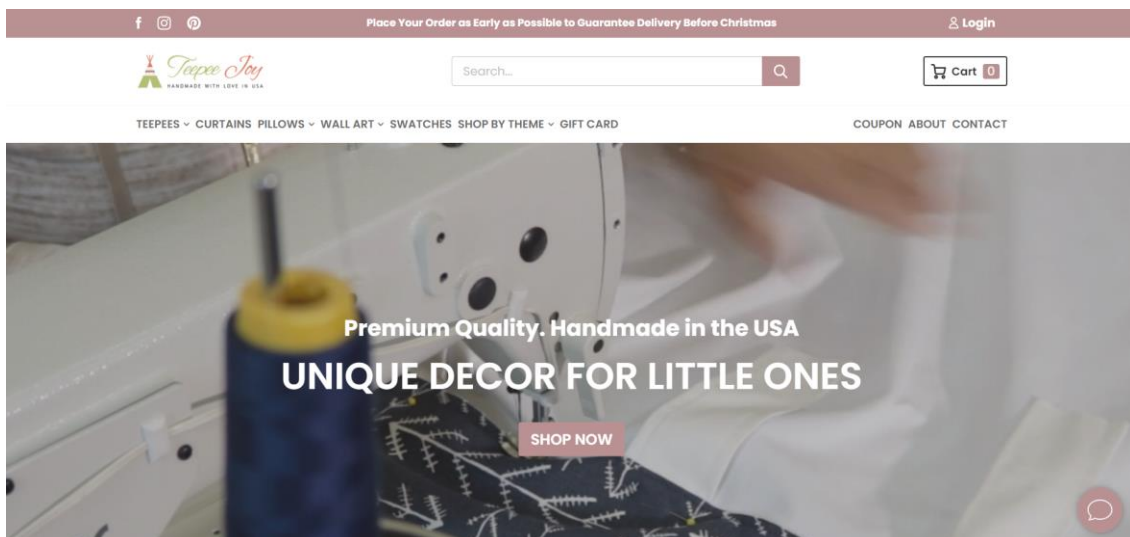 Place Your Order as Early as Possible to Guarantee Delivery Before Christmas
Login
Teepee Joy
HANDMADE WITH LOVE IN USA
Search...
Cart 0
TEEPEES CURTAINS PILLOWS WALL ART SWATCHES SHOP BY THEME GIFT CARD
COUPON ABOUT CONTACT
Premium Quality. Handmade in the USA
UNIQUE DECOR FOR LITTLE ONES
SHOP NOW